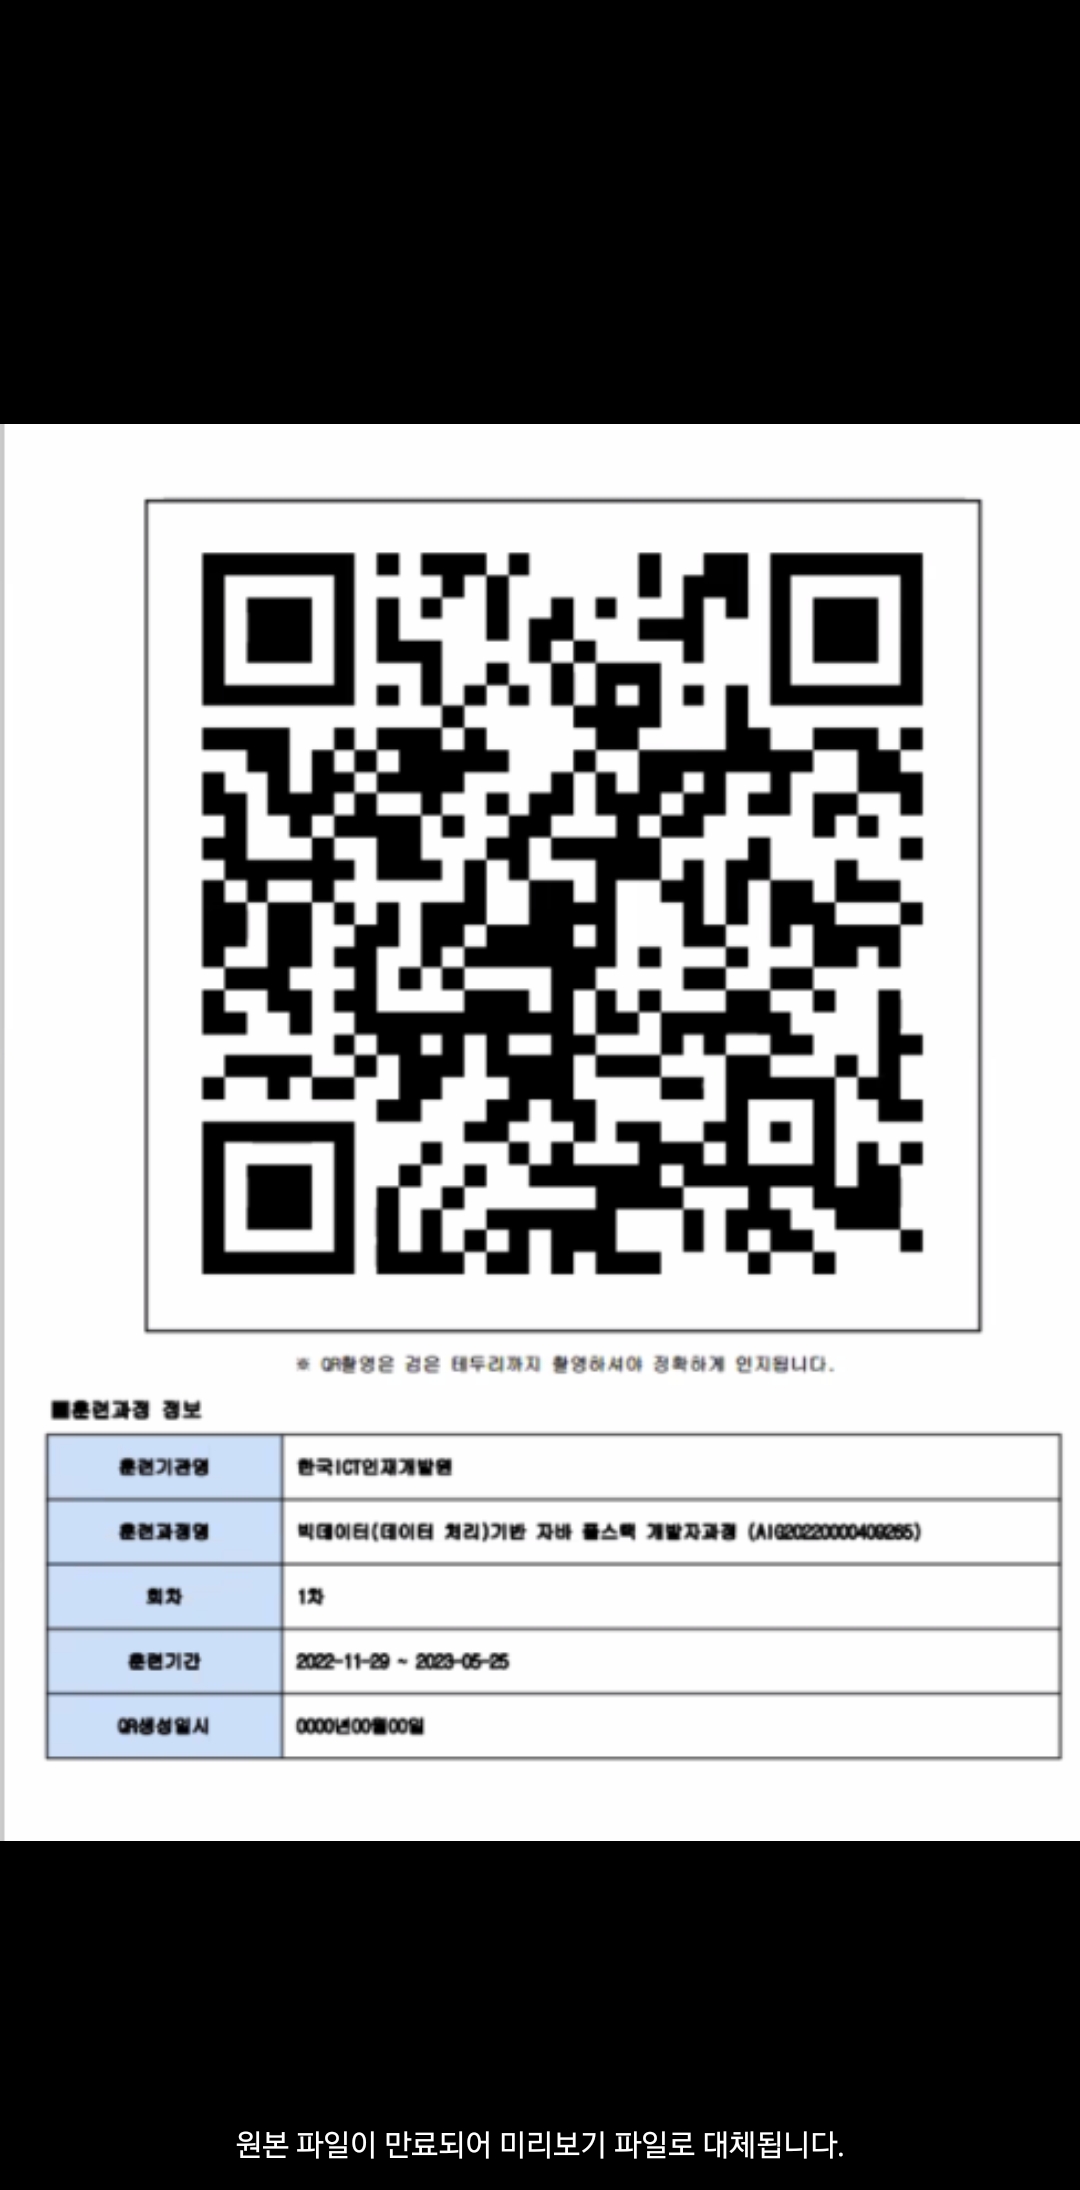 ※ QR촬영은 검은 테두리까지 촬영하셔야 정확하게 인지됩니다.
■훈련과정 정보
훈련기관명 한국ICT인재개발원
훈련과정명 빅데이터(데이터 처리)기반 자바 풀스택 개발자과정 (AIG20220000409265)
회차 1차
훈련기간 2022-11-29 ~ 2023-05-25
QR생성일시 0000년00월00일
원본 파일이 만료되어 미리보기 파일로 대체됩니다.